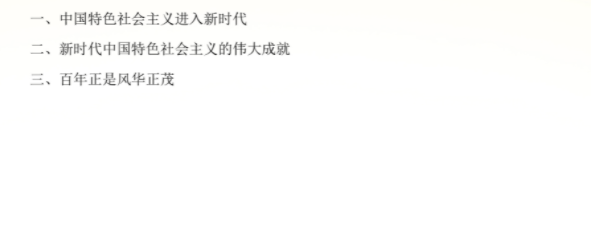 一、中国特色社会主义进入新时代
二、新时代中国特色社会主义的伟大成就
三、百年正是风华正茂